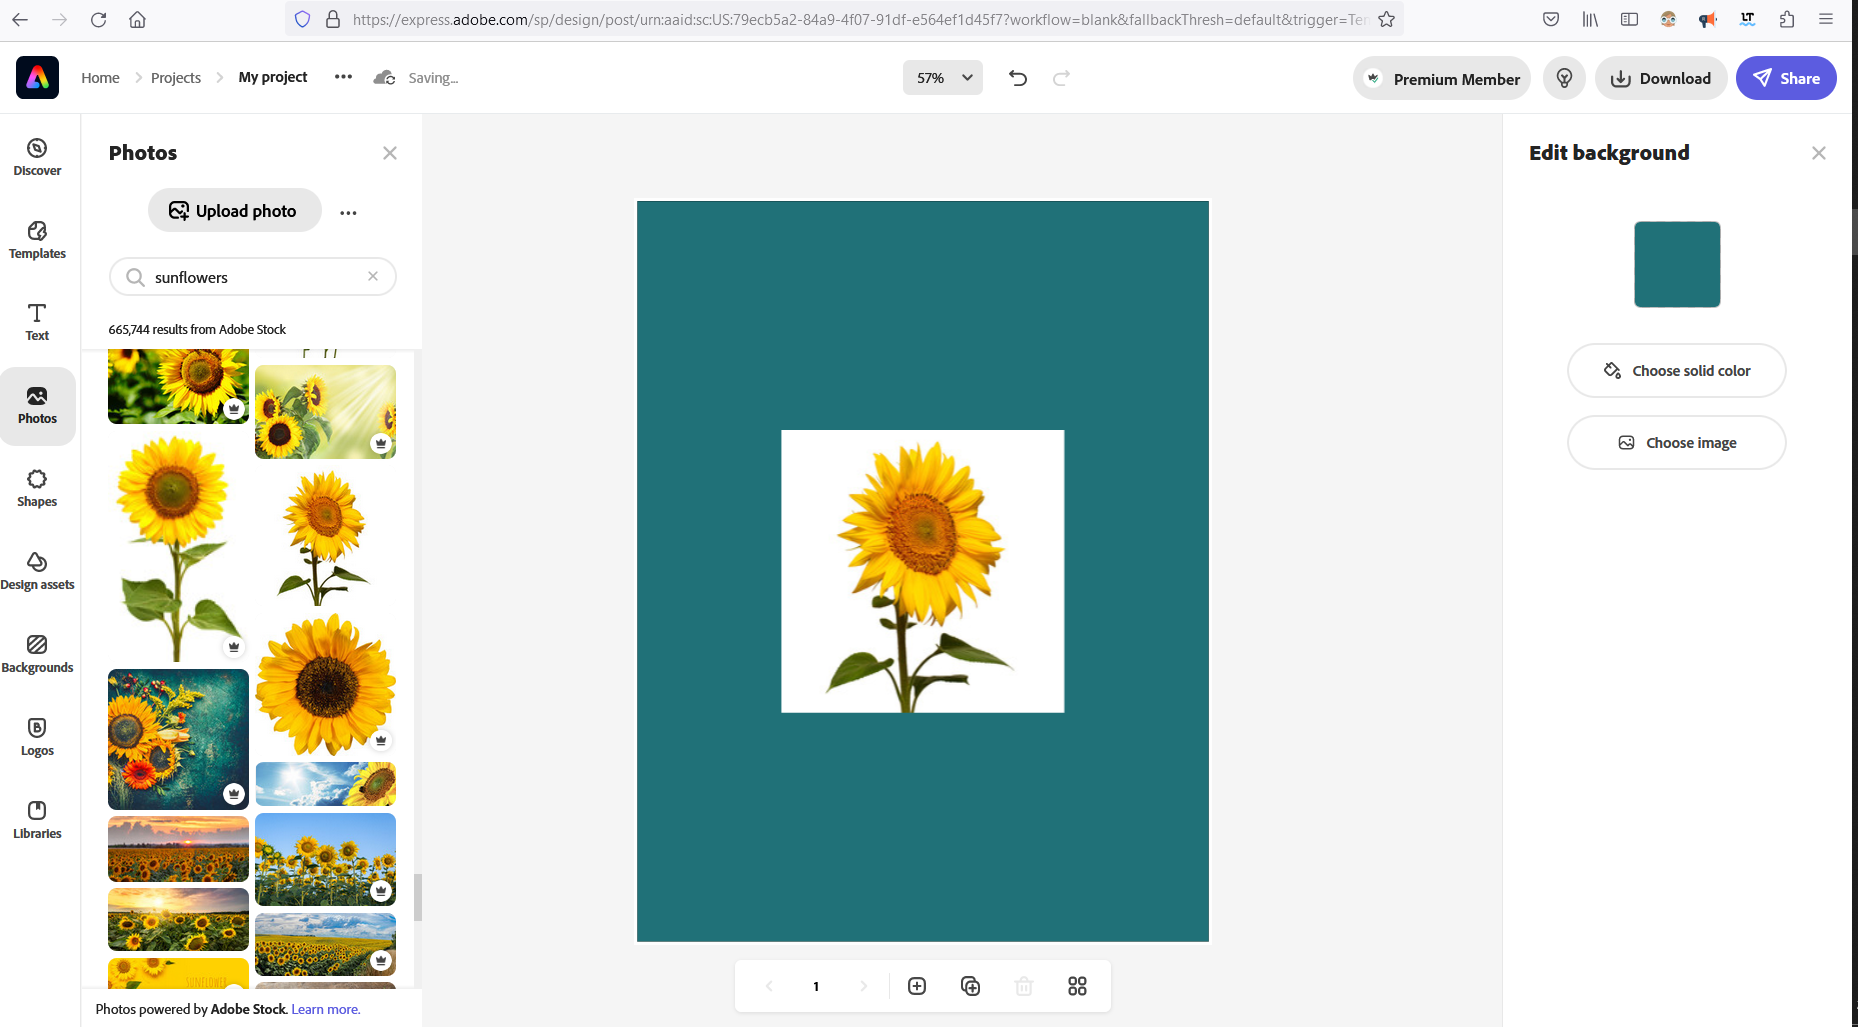 https://express.adobe.com/sp/design/post/urn:aaid:sc:US:79ecb5a2-84a9-4f07-91df-e564ef1d45f7?workflow=blank&fallbackThresh=default&trigger=Ter
LT
Home
Projects
My project
Saving...
57%
Premium Member
Download
Share
Discover
Templates
Text
Photos
Shapes
Design assets
Backgrounds
Logos
Libraries
Photos
Upload photo
sunflowers
665,744 results from Adobe Stock
SUNFLOWER
Photos powered by Adobe Stock. Learn more.
1
Edit background
Choose solid color
Choose image